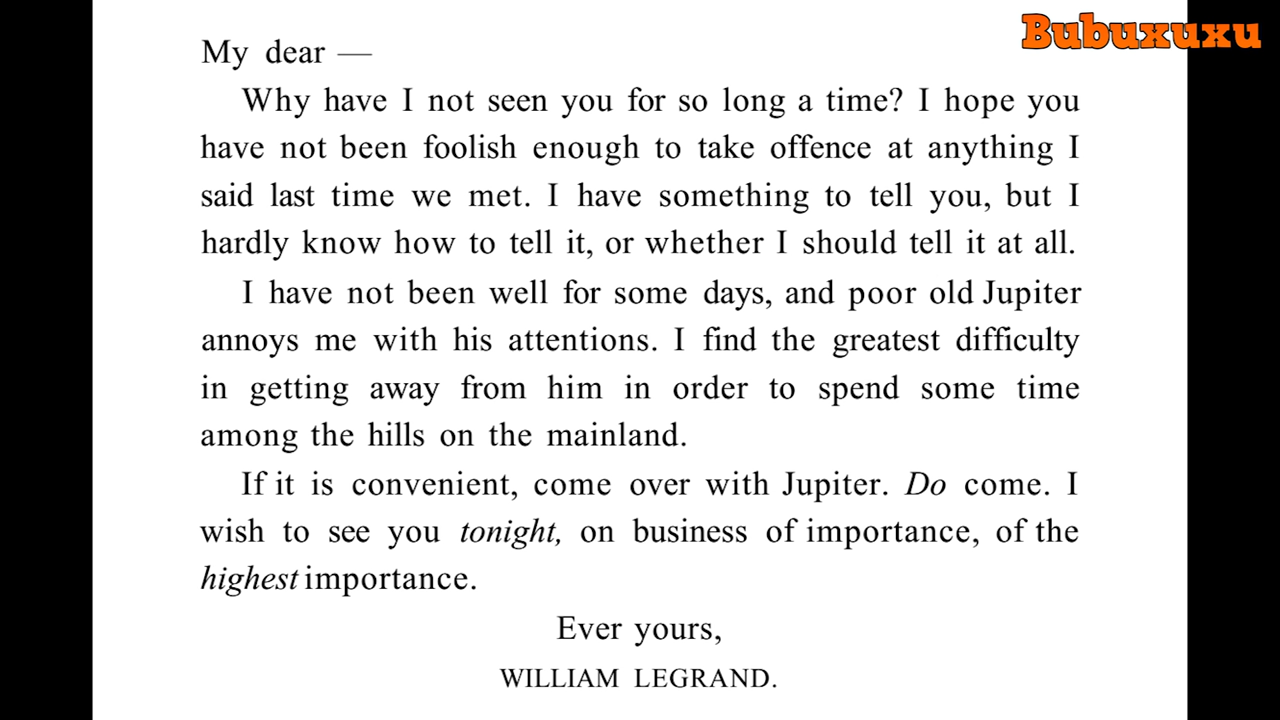 Bubuxuxu
My dear —
Why have I not seen you for so long a time? I hope you
have not been foolish enough to take offence at anything I
said last time we met. I have something to tell you, but I
hardly know how to tell it, or whether I should tell it at all.
I have not been well for some days, and poor old Jupiter
annoys me with his attentions. I find the greatest difficulty
in getting away from him in order to spend some time
among the hills on the mainland.
If it is convenient, come over with Jupiter. Do come. I
wish to see you tonight, on business of importance, of the
highest importance.
Ever yours,
WILLIAM LEGRAND.